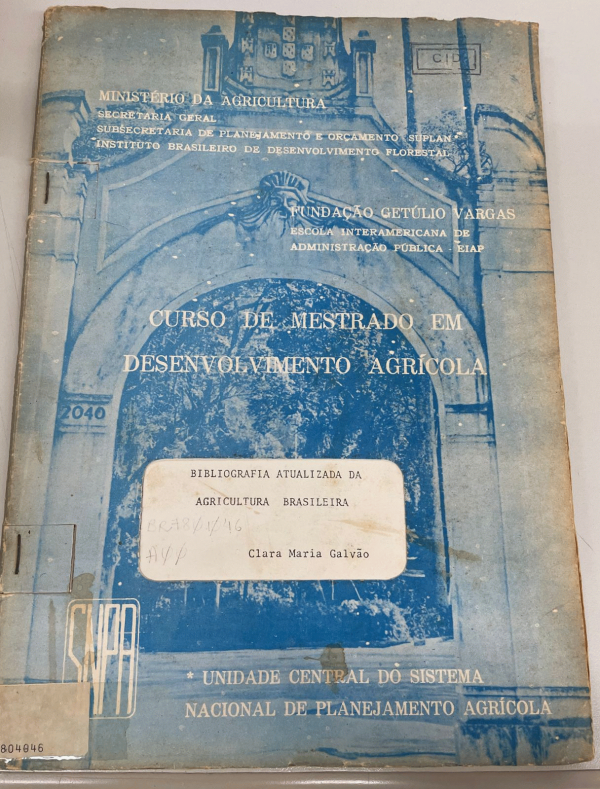 CID
MINISTÉRIO DA AGRICULTURA
SECRETARIA GERAL
SUBSECRETARIA DE PLANEJAMENTO E ORÇAMENTO SUPLAN *
INSTITUTO BRASILEIRO DE DESENVOLVIMENTO FLORESTAL
FUNDAÇÃO GETÚLIO VARGAS
ESCOLA INTERAMERICANA DE
ADMINISTRAÇÃO PÚBLICA - EIAP
CURSO DE MESTRADO EM
DESENVOLVIMENTO AGRÍCOLA
2040
BIBLIOGRAFIA ATUALIZADA DA
AGRICULTURA BRASILEIRA
Clara Maria Galvão
SNPA
* UNIDADE CENTRAL DO SISTEMA
NACIONAL DE PLANEJAMENTO AGRÍCOLA
804046